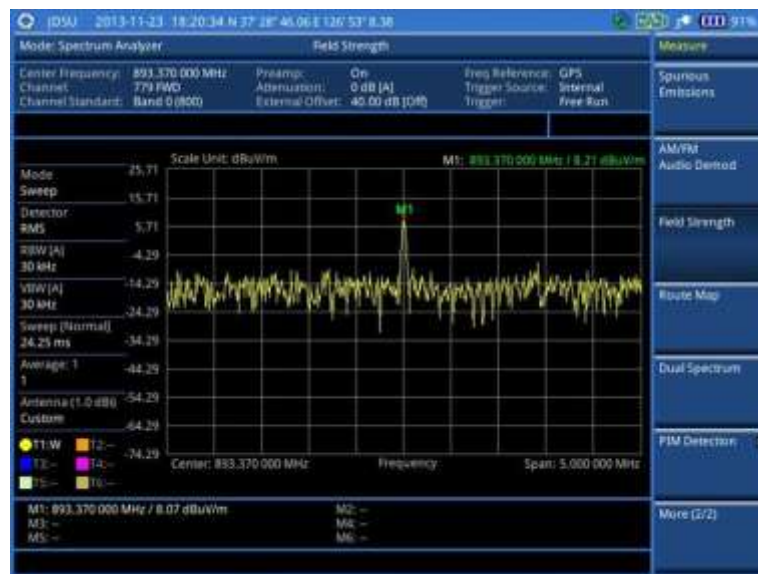 JDSU 2013-11-23 18:20:34 N 37° 28' 46.06 E 126° 53' 8.38 91%
Mode: Spectrum Analyzer Field Strength Measure
Center Frequency: 893.370 000 MHz Preamp: On Freq Reference: GPS
Channel: 779 FWD Attenuation: 0 dB [A] Trigger Source: Internal
Channel Standard: Band 0 (800) External Offset: 40.00 dB [Off] Trigger: Free Run
Spurious
Emissions
AM/FM
Audio Demod
Field Strength
Route Map
Dual Spectrum
PIM Detection
More (2/2)
Scale Unit: dBuV/m M1: 893.370 000 MHz / 8.21 dBuV/m
Mode
Sweep
Detector
RMS
RBW [A]
30 kHz
VBW [A]
30 kHz
Sweep [Normal]
24.25 ms
Average: 1
1
Antenna (1.0 dBi)
Custom
T1:W T2:--
T3:-- T4:--
T5:-- T6:--
25.71
15.71
5.71
-4.29
-14.29
-24.29
-34.29
-44.29
-54.29
-64.29
-74.29
M1
Center: 893.370 000 MHz Frequency Span: 5.000 000 MHz
M1: 893.370 000 MHz / 8.07 dBuV/m M2: --
M3: -- M4: --
M5: -- M6: --